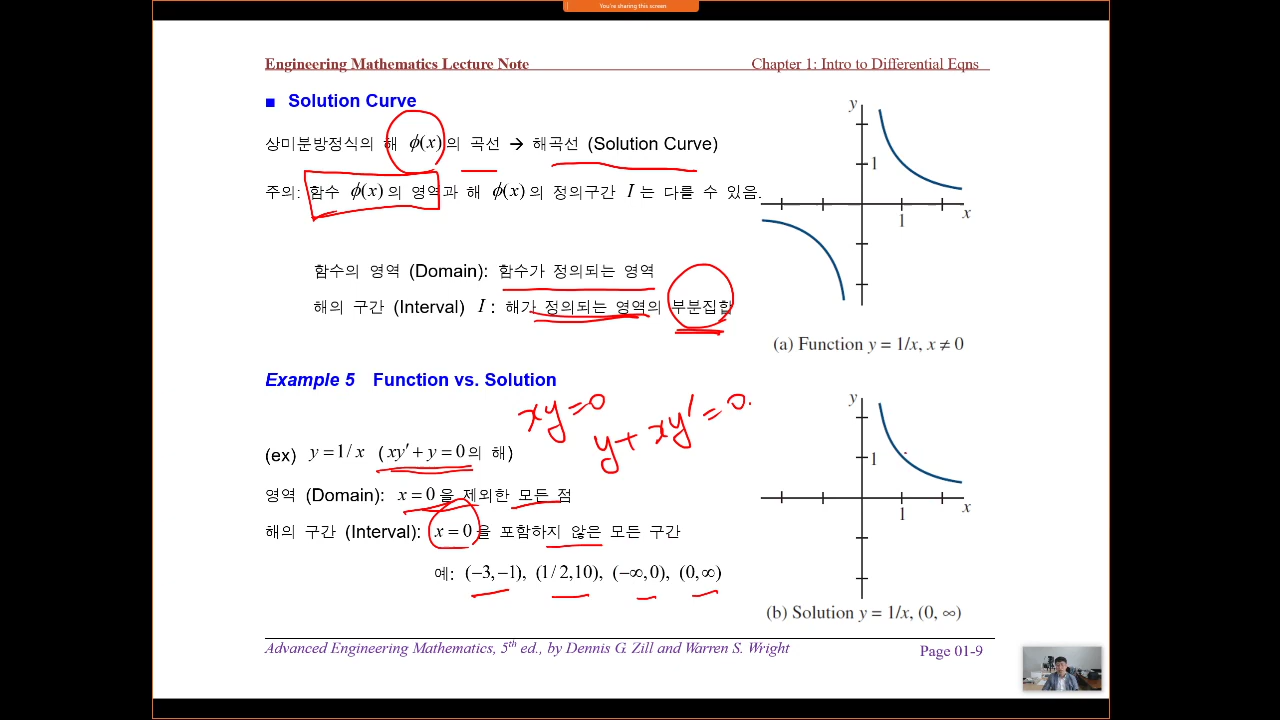 You're sharing this screen
Engineering Mathematics Lecture Note
Chapter 1: Intro to Differential Eqns
■ Solution Curve
상미분방정식의 해 ϕ(x)의 곡선 → 해곡선 (Solution Curve)
주의: 함수 ϕ(x)의 영역과 해 ϕ(x)의 정의구간 I 는 다를 수 있음.
함수의 영역 (Domain): 함수가 정의되는 영역
해의 구간 (Interval) I : 해가 정의되는 영역의 부분집합
y
1
1
x
(a) Function y = 1/x, x ≠ 0
Example 5 Function vs. Solution
xy=0
y+xy'=0.
(ex) y = 1/x (xy' + y = 0의 해)
영역 (Domain): x = 0을 제외한 모든 점
해의 구간 (Interval): x = 0을 포함하지 않은 모든 구간
예: (−3,−1), (1/2,10), (−∞,0), (0,∞)
y
1
1
x
(b) Solution y = 1/x, (0, ∞)
Advanced Engineering Mathematics, 5th ed., by Dennis G. Zill and Warren S. Wright
Page 01-9